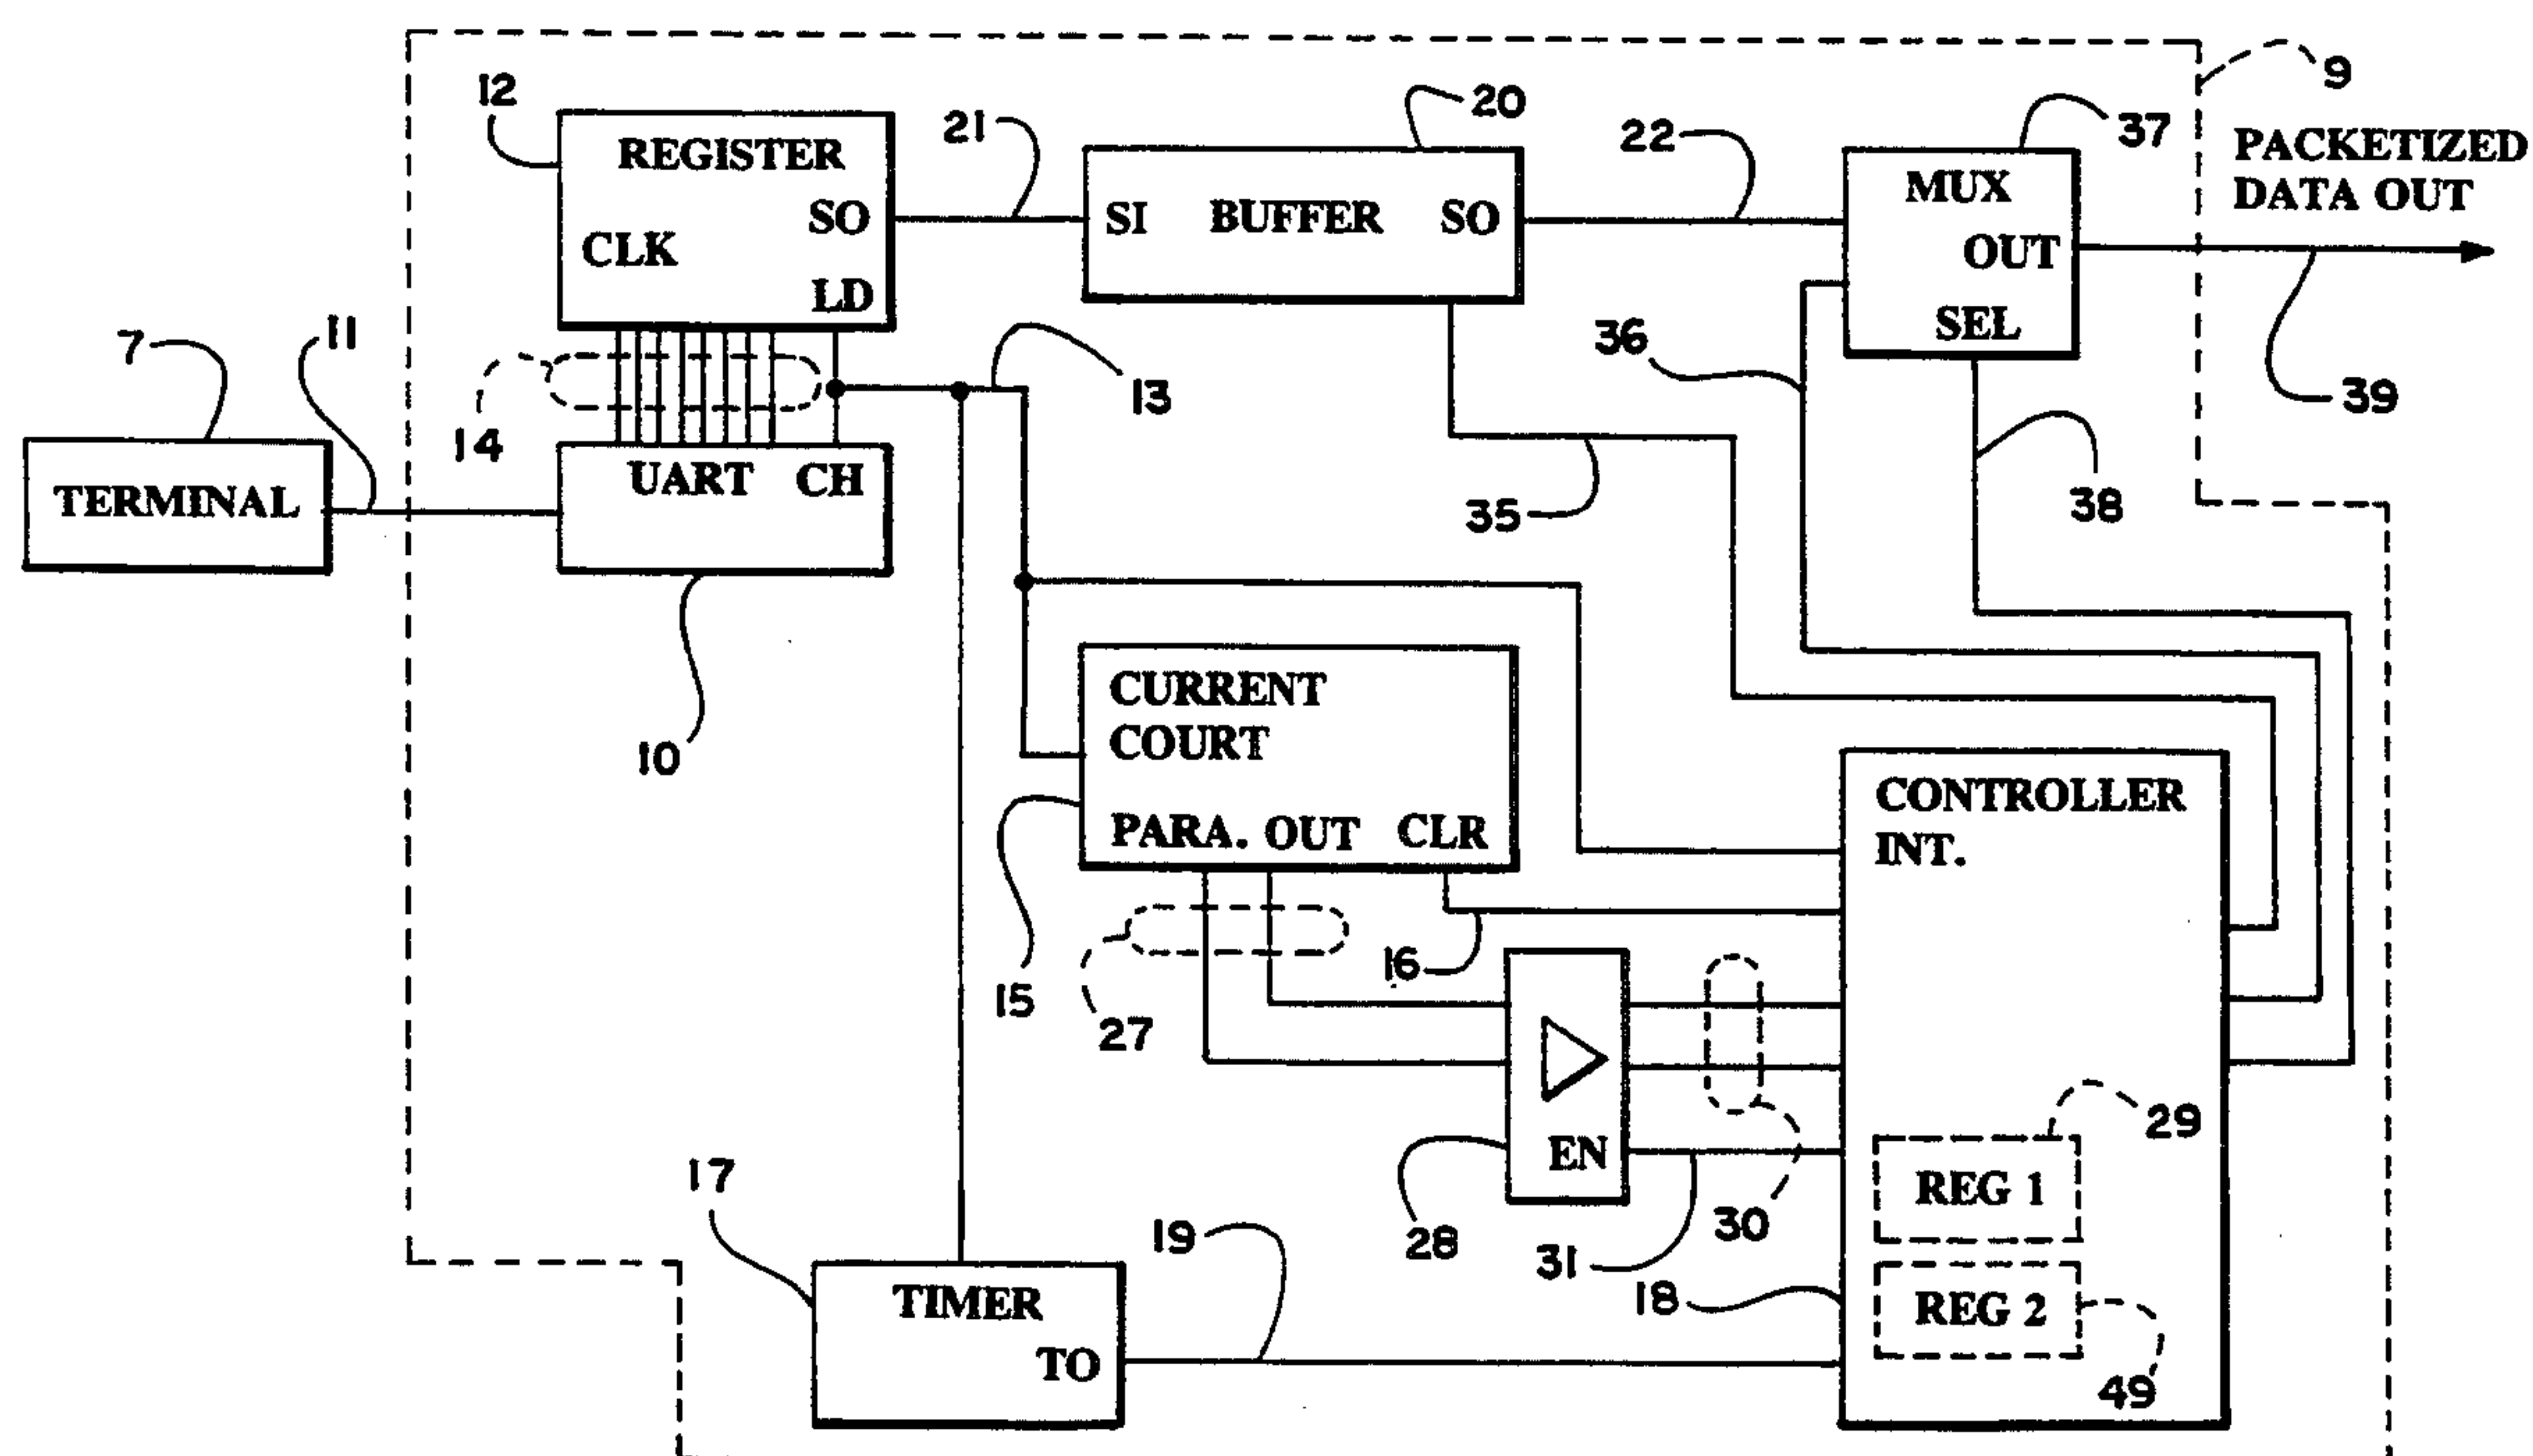 9
12
REGISTER
SO
CLK
LD
21
20
SI BUFFER SO
22
37
MUX
OUT
SEL
PACKETIZED
DATA OUT
7
11
14
13
36
39
TERMINAL
UART CH
35
38
10
CURRENT
COURT
PARA. OUT CLR
CONTROLLER
INT.
15
27
16
29
28
EN
31
30
REG 1
17
19
18
REG 2
TIMER
TO
49